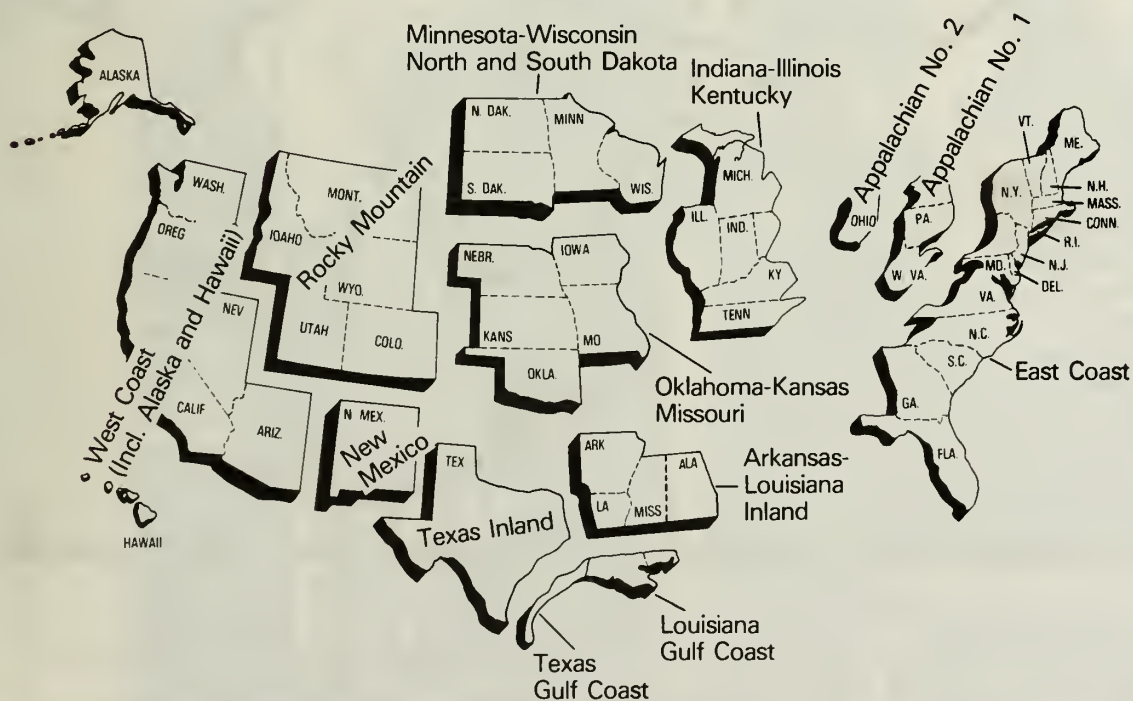 ALASKA
WASH.
OREG
NEV
CALIF
ARIZ.
West Coast
(Incl. Alaska and Hawaii)
HAWAII
MONT.
IDAHO
WYO.
UTAH
COLO.
Rocky Mountain
N MEX.
New
Mexico
Minnesota-Wisconsin
North and South Dakota
N. DAK.
MINN
S. DAK.
WIS.
NEBR.
IOWA
KANS
MO
OKLA.
Oklahoma-Kansas
Missouri
TEX
Texas Inland
Indiana-Illinois
Kentucky
MICH.
ILL.
IND.
KY
TENN
ARK
ALA
LA
MISS
Arkansas-
Louisiana
Inland
Louisiana
Gulf Coast
Texas
Gulf Coast
Appalachian No. 2
OHIO
Appalachian No. 1
PA.
W. VA.
VT.
ME.
N.Y.
N.H.
MASS.
CONN.
R.I.
N.J.
MD.
DEL.
VA.
N.C.
S.C.
East Coast
GA.
FLA.